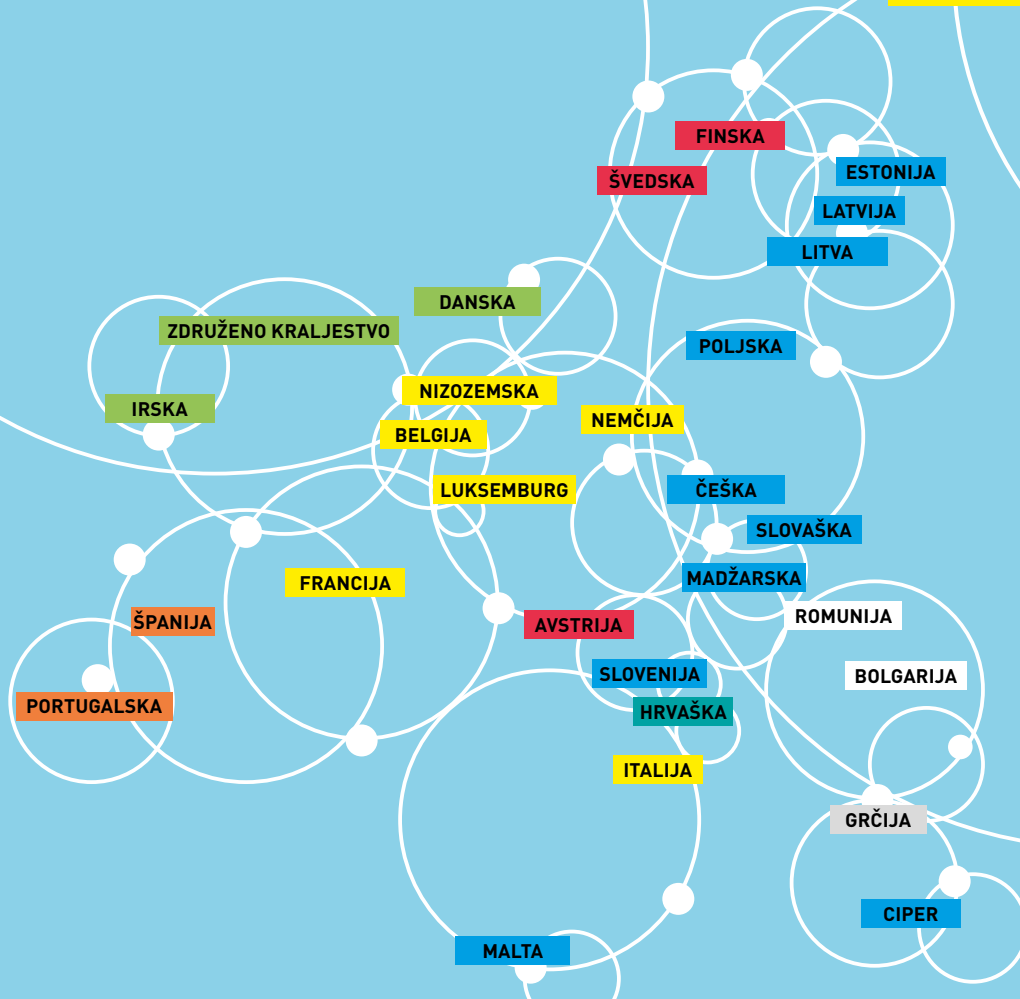 FINSKA
ESTONIJA
ŠVEDSKA
LATVIJA
LITVA
DANSKA
ZDRUŽENO KRALJESTVO
POLJSKA
NIZOZEMSKA
IRSKA
NEMČIJA
BELGIJA
LUKSEMBURG
ČEŠKA
SLOVAŠKA
MADŽARSKA
FRANCIJA
ROMUNIJA
ŠPANIJA
AVSTRIJA
SLOVENIJA
BOLGARIJA
PORTUGALSKA
HRVAŠKA
ITALIJA
GRČIJA
CIPER
MALTA